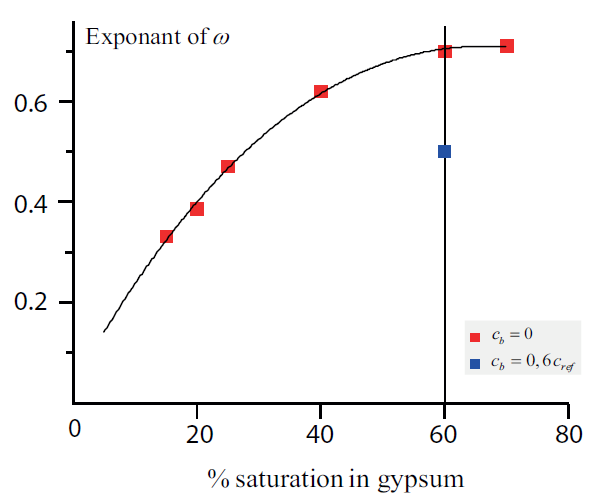 Exponant of ω
0.6
0.4
0.2
0
20
40
60
80
% saturation in gypsum
c_b = 0
c_b = 0,6c_ref